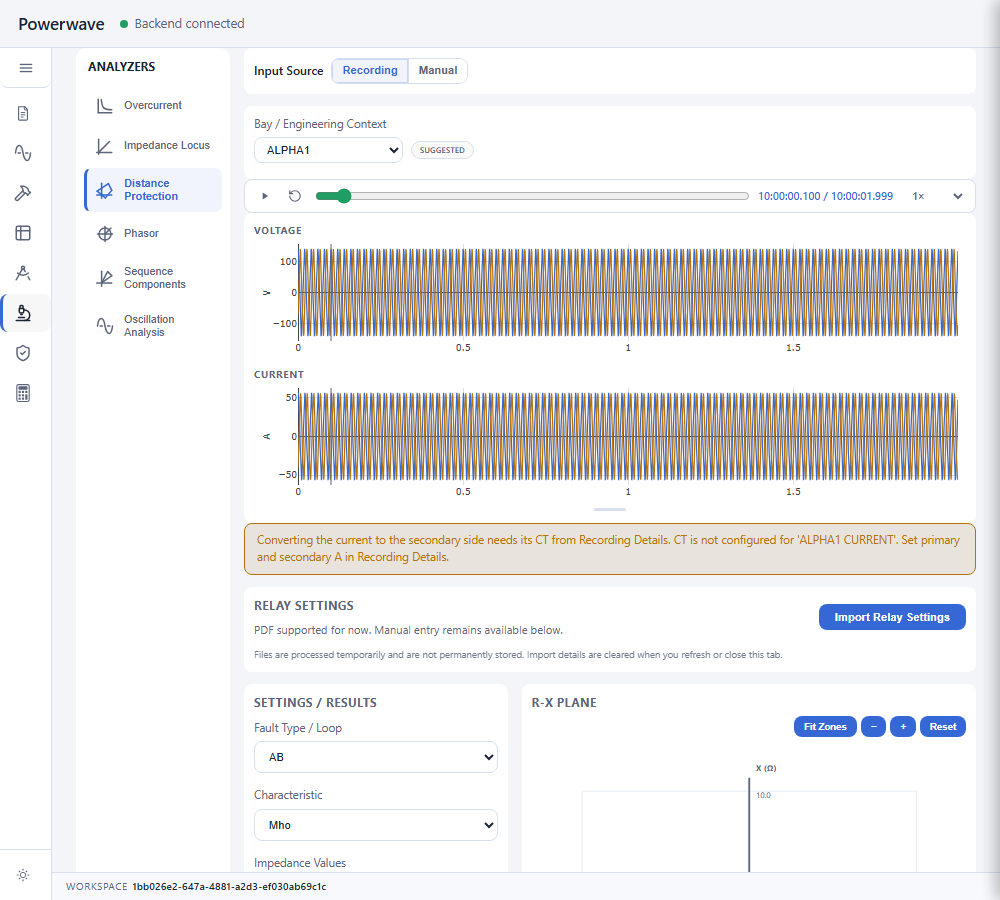 Powerwave
Backend connected
ANALYZERS
Overcurrent
Impedance Locus
Distance
Protection
Phasor
Sequence
Components
Oscillation
Analysis
Input Source
Recording
Manual
Bay / Engineering Context
ALPHA1
SUGGESTED
10:00:00.100 / 10:00:01.999
1×
VOLTAGE
100
0
−100
V
0
0.5
1
1.5
CURRENT
50
0
−50
A
0
0.5
1
1.5
Converting the current to the secondary side needs its CT from Recording Details. CT is not configured for 'ALPHA1 CURRENT'. Set primary
and secondary A in Recording Details.
RELAY SETTINGS
PDF supported for now. Manual entry remains available below.
Files are processed temporarily and are not permanently stored. Import details are cleared when you refresh or close this tab.
Import Relay Settings
SETTINGS / RESULTS
Fault Type / Loop
AB
Characteristic
Mho
Impedance Values
R-X PLANE
Fit Zones
−
+
Reset
X (Ω)
10.0
WORKSPACE 1bb026e2-647a-4881-a2d3-ef030ab69c1c